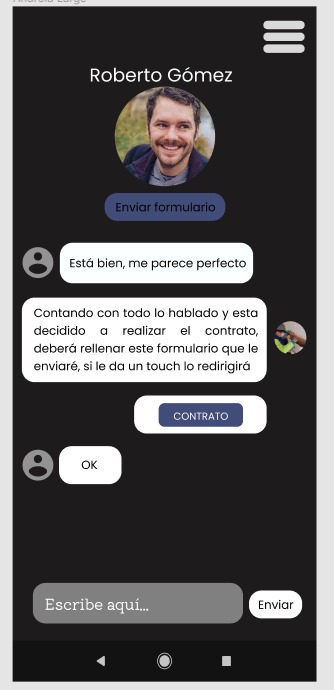 Android Large
Roberto Gómez
Enviar formulario
Está bien, me parece perfecto
Contando con todo lo hablado y esta
decidido a realizar el contrato,
deberá rellenar este formulario que le
enviaré, si le da un touch lo redirigirá
CONTRATO
OK
Escribe aquí...
Enviar